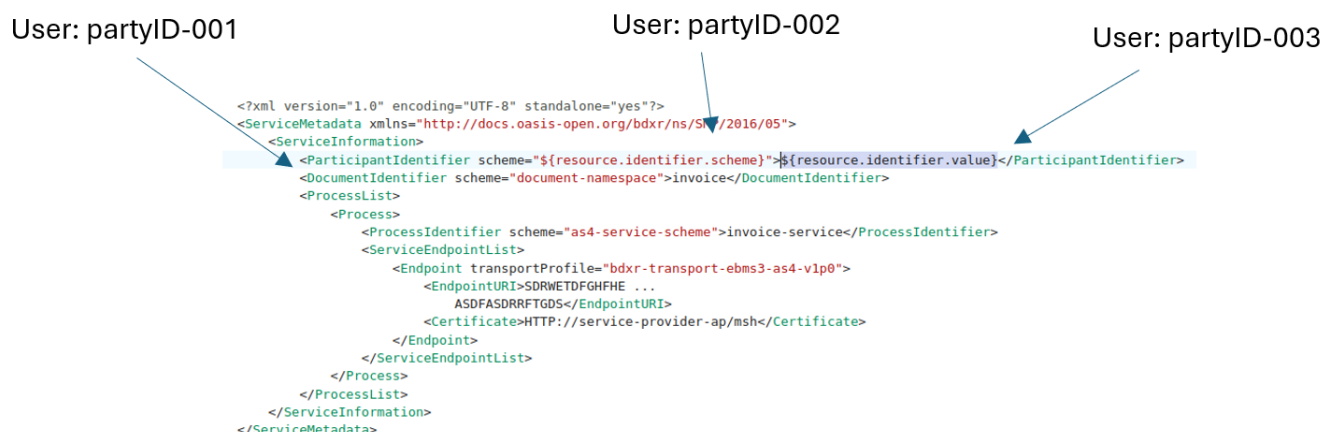 User: partyID-001
User: partyID-002
User: partyID-003
<?xml version="1.0" encoding="UTF-8" standalone="yes"?>
<ServiceMetadata xmlns="http://docs.oasis-open.org/bdxr/ns/SMP/2016/05">
<ServiceInformation>
<ParticipantIdentifier scheme="${resource.identifier.scheme}">${resource.identifier.value}</ParticipantIdentifier>
<DocumentIdentifier scheme="document-namespace">invoice</DocumentIdentifier>
<ProcessList>
<Process>
<ProcessIdentifier scheme="as4-service-scheme">invoice-service</ProcessIdentifier>
<ServiceEndpointList>
<Endpoint transportProfile="bdxr-transport-ebms3-as4-v1p0">
<EndpointURI>SDRWETDFGHFHE ...
ASDFASDRRFTGDS</EndpointURI>
<Certificate>HTTP://service-provider-ap/msh</Certificate>
</Endpoint>
</ServiceEndpointList>
</Process>
</ProcessList>
</ServiceInformation>
</ServiceMetadata>